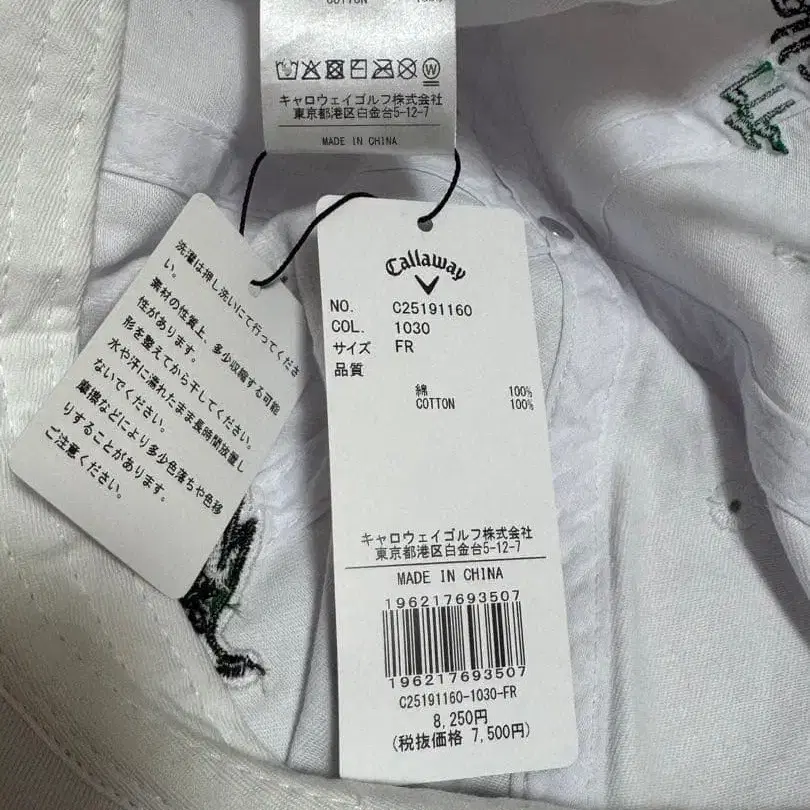 COTTON 100%
キャロウェイゴルフ株式会社
東京都港区白金台5-12-7
MADE IN CHINA
洗濯は押し洗いにて行ってくださ
い。
素材の性質上、多少収縮する可能
性があります。
形を整えてから干してください。
水や汗に濡れたまま長時間放置し
ないでください。
摩擦などにより多少色落ちや色移
りすることがあります。
ご注意ください。
Callaway
NO. C25191160
COL. 1030
サイズ FR
品質
綿 100%
COTTON 100%
キャロウェイゴルフ株式会社
東京都港区白金台5-12-7
MADE IN CHINA
196217693507
196217693507
C25191160-1030-FR
8,250円
(税抜価格 7,500円)